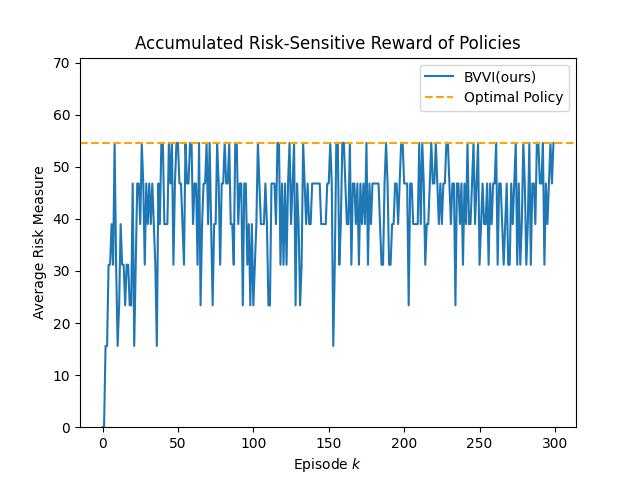 Accumulated Risk-Sensitive Reward of Policies
BVVI(ours)
Optimal Policy
Average Risk Measure
70
60
50
40
30
20
10
0
0 50 100 150 200 250 300
Episode k